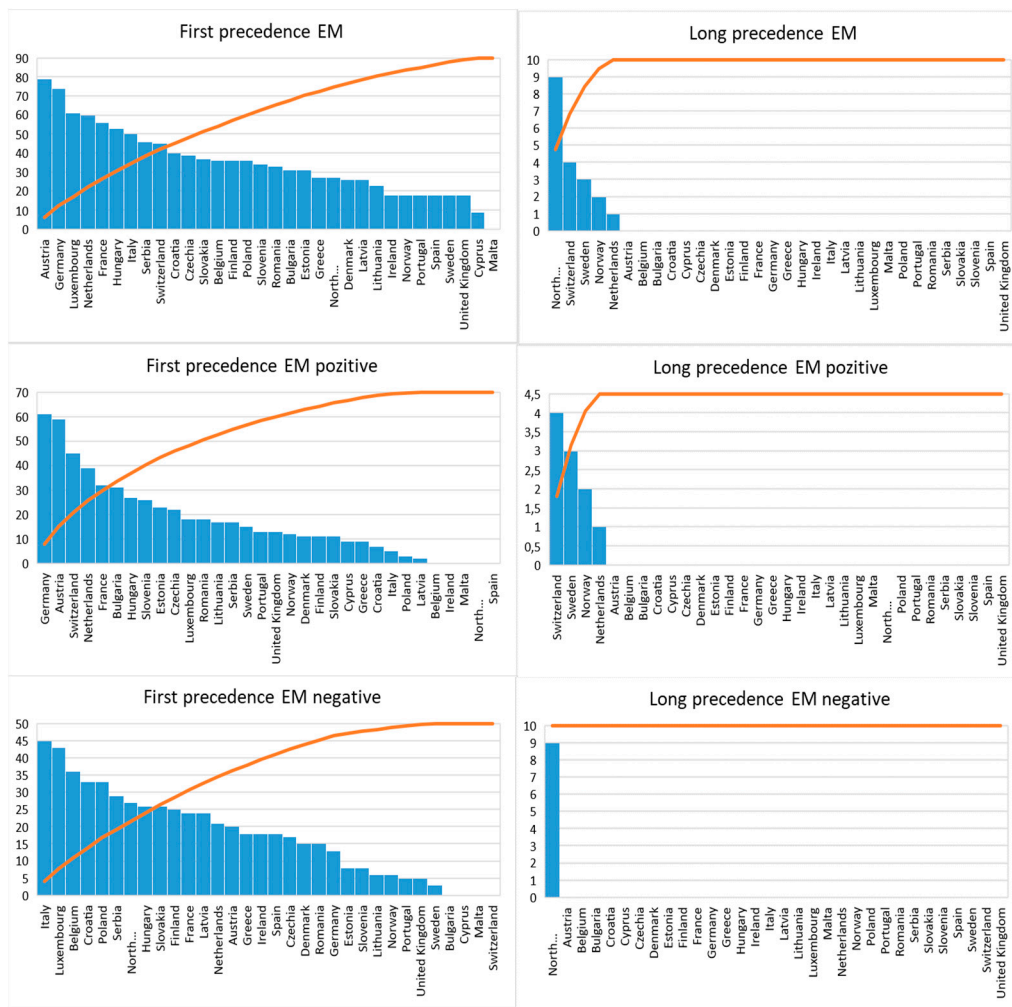 First precedence EM
90
80
70
60
50
40
30
20
10
0
Austria
Germany
Luxembourg
Netherlands
France
Hungary
Italy
Serbia
Switzerland
Croatia
Czechia
Slovakia
Belgium
Finland
Poland
Slovenia
Romania
Bulgaria
Estonia
Greece
North...
Denmark
Latvia
Lithuania
Ireland
Norway
Portugal
Spain
Sweden
United Kingdom
Cyprus
Malta
Long precedence EM
10
9
8
7
6
5
4
3
2
1
0
North...
Switzerland
Sweden
Norway
Netherlands
Austria
Belgium
Bulgaria
Croatia
Cyprus
Czechia
Denmark
Estonia
Finland
France
Germany
Greece
Hungary
Ireland
Italy
Latvia
Lithuania
Luxembourg
Malta
Poland
Portugal
Romania
Serbia
Slovakia
Slovenia
Spain
United Kingdom
First precedence EM pozitive
70
60
50
40
30
20
10
0
Germany
Austria
Switzerland
Netherlands
France
Bulgaria
Hungary
Slovenia
Estonia
Czechia
Luxembourg
Romania
Lithuania
Serbia
Sweden
Portugal
United Kingdom
Norway
Denmark
Finland
Slovakia
Cyprus
Greece
Croatia
Italy
Poland
Latvia
Belgium
Ireland
Malta
North...
Spain
Long precedence EM pozitive
4,5
4
3,5
3
2,5
2
1,5
1
0,5
0
Switzerland
Sweden
Norway
Netherlands
Austria
Belgium
Bulgaria
Croatia
Cyprus
Czechia
Denmark
Estonia
Finland
France
Germany
Greece
Hungary
Ireland
Italy
Latvia
Lithuania
Luxembourg
Malta
North...
Poland
Portugal
Romania
Serbia
Slovakia
Slovenia
Spain
United Kingdom
First precedence EM negative
50
45
40
35
30
25
20
15
10
5
0
Italy
Luxembourg
Belgium
Croatia
Poland
Serbia
North...
Hungary
Slovakia
Finland
France
Latvia
Netherlands
Austria
Greece
Ireland
Spain
Czechia
Denmark
Romania
Germany
Estonia
Slovenia
Lithuania
Norway
Portugal
United Kingdom
Sweden
Bulgaria
Cyprus
Malta
Switzerland
Long precedence EM negative
10
9
8
7
6
5
4
3
2
1
0
North...
Austria
Belgium
Bulgaria
Croatia
Cyprus
Czechia
Denmark
Estonia
Finland
France
Germany
Greece
Hungary
Ireland
Italy
Latvia
Lithuania
Luxembourg
Malta
Netherlands
Norway
Poland
Portugal
Romania
Serbia
Slovakia
Slovenia
Spain
Sweden
Switzerland
United Kingdom